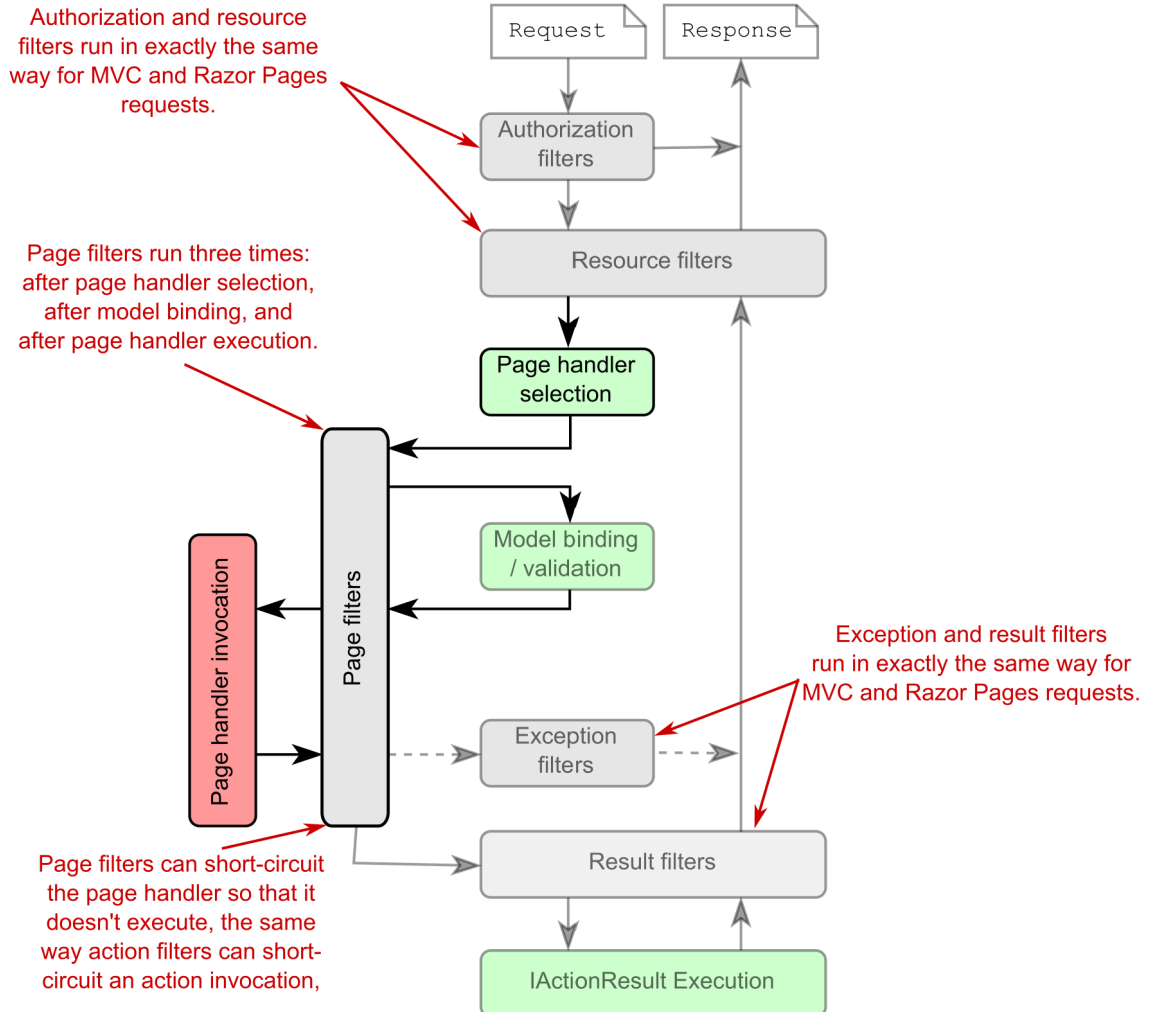 Authorization and resource
filters run in exactly the same
way for MVC and Razor Pages
requests.
Request
Response
Authorization
filters
Resource filters
Page filters run three times:
after page handler selection,
after model binding, and
after page handler execution.
Page handler
selection
Model binding
/ validation
Page handler invocation
Page filters
Exception and result filters
run in exactly the same way for
MVC and Razor Pages requests.
Exception
filters
Result filters
Page filters can short-circuit
the page handler so that it
doesn't execute, the same
way action filters can short-
circuit an action invocation,
IActionResult Execution